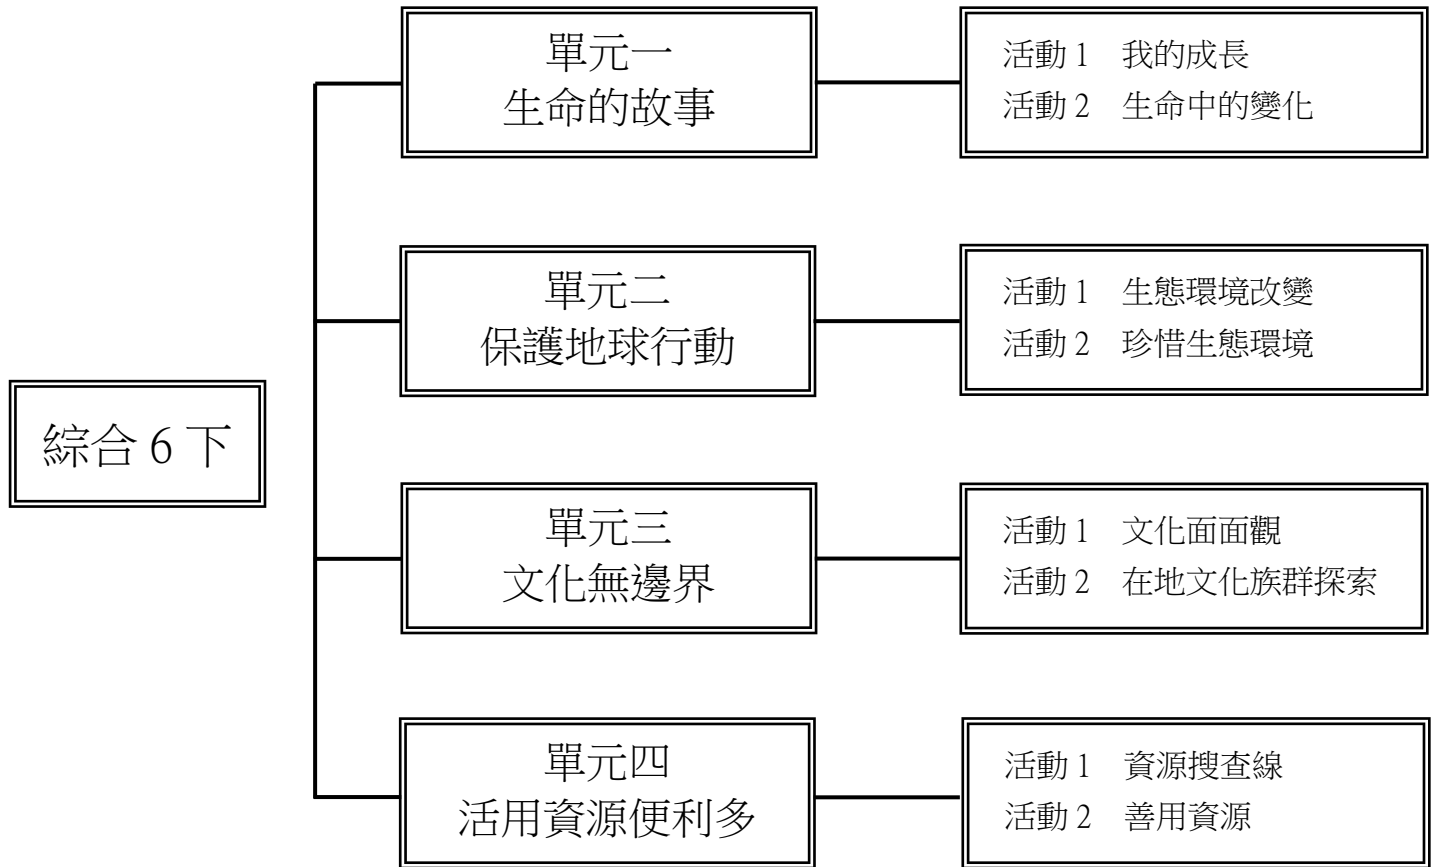 綜合 6 下
單元一
生命的故事
活動 1　我的成長
活動 2　生命中的變化
單元二
保護地球行動
活動 1　生態環境改變
活動 2　珍惜生態環境
單元三
文化無邊界
活動 1　文化面面觀
活動 2　在地文化族群探索
單元四
活用資源便利多
活動 1　資源搜查線
活動 2　善用資源